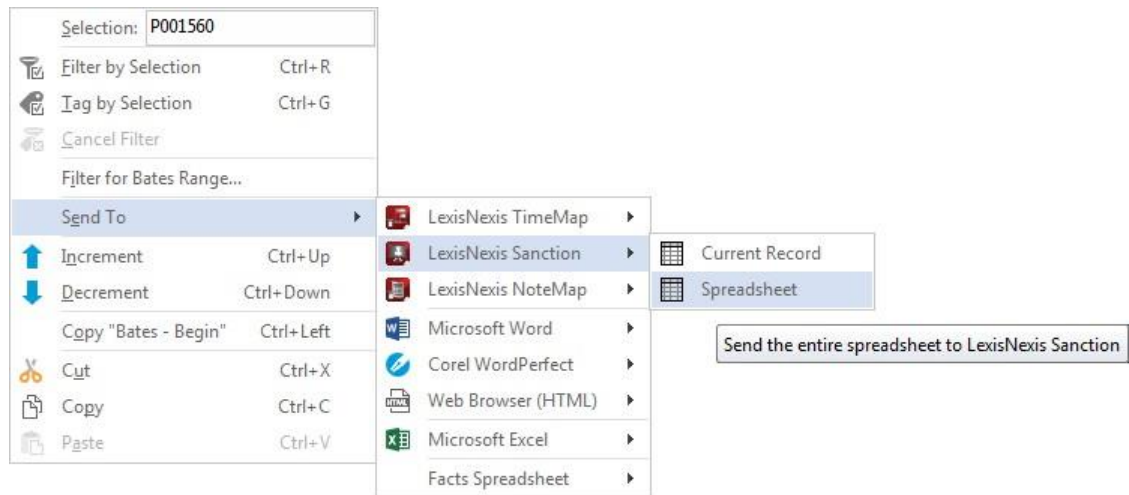 Selection: P001560
Filter by Selection Ctrl+R
Tag by Selection Ctrl+G
Cancel Filter
Filter for Bates Range...
Send To
Increment Ctrl+Up
Decrement Ctrl+Down
Copy "Bates - Begin" Ctrl+Left
Cut Ctrl+X
Copy Ctrl+C
Paste Ctrl+V
LexisNexis TimeMap
LexisNexis Sanction
LexisNexis NoteMap
Microsoft Word
Corel WordPerfect
Web Browser (HTML)
Microsoft Excel
Facts Spreadsheet
Current Record
Spreadsheet
Send the entire spreadsheet to LexisNexis Sanction